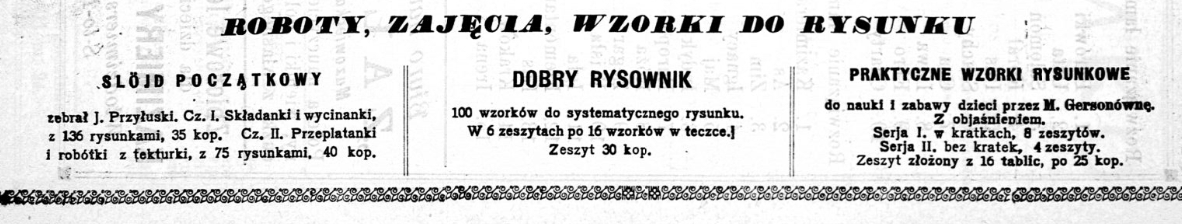 ROBOTY, ZAJĘCIA, WZORKI DO RYSUNKU
SLÖJD POCZĄTKOWY
zebrał J. Przyłuski. Cz. I. Składanki i wycinanki,
z 136 rysunkami, 35 kop. Cz. II. Przeplatanki
i robótki z tekturki, z 75 rysunkami, 40 kop.
DOBRY RYSOWNIK
100 wzorków do systematycznego rysunku.
W 6 zeszytach po 16 wzorków w teczce.
Zeszyt 30 kop.
PRAKTYCZNE WZORKI RYSUNKOWE
do nauki i zabawy dzieci przez M. Gersonównę.
Z objaśnieniem.
Serja I. w kratkach, 8 zeszytów.
Serja II. bez kratek, 4 zeszyty.
Zeszyt złożony z 16 tablic, po 25 kop.